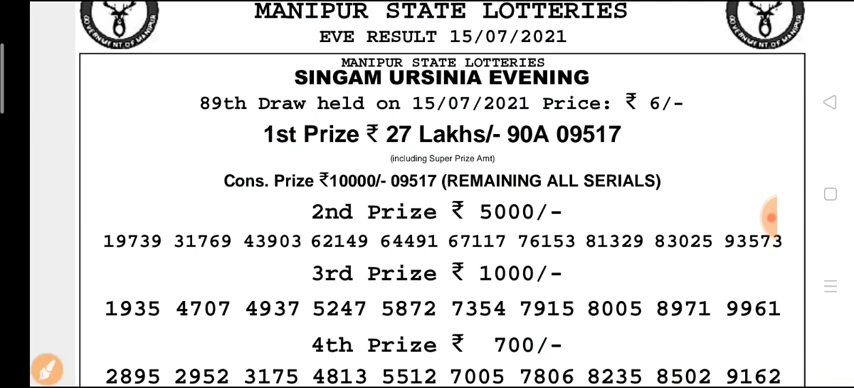 MANIPUR STATE LOTTERIES
EVE RESULT 15/07/2021
MANIPUR STATE LOTTERIES
SINGAM URSINIA EVENING
89th Draw held on 15/07/2021 Price: ₹ 6/-
1st Prize ₹ 27 Lakhs/- 90A 09517
(including Super Prize Amt)
Cons. Prize ₹10000/- 09517 (REMAINING ALL SERIALS)
2nd Prize ₹ 5000/-
19739 31769 43903 62149 64491 67117 76153 81329 83025 93573
3rd Prize ₹ 1000/-
1935 4707 4937 5247 5872 7354 7915 8005 8971 9961
4th Prize ₹ 700/-
2895 2952 3175 4813 5512 7005 7806 8235 8502 9162